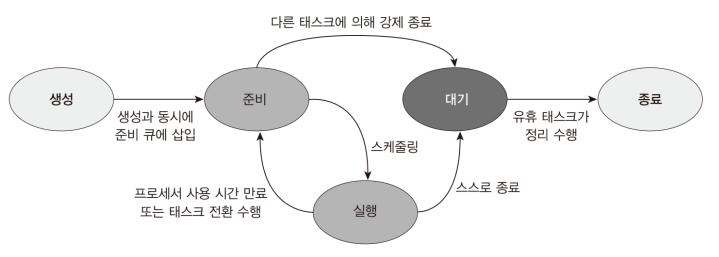 다른 태스크에 의해 강제 종료
생성
준비
대기
종료
생성과 동시에
준비 큐에 삽입
유휴 태스크가
정리 수행
스케줄링
프로세서 사용 시간 만료
또는 태스크 전환 수행
스스로 종료
실행